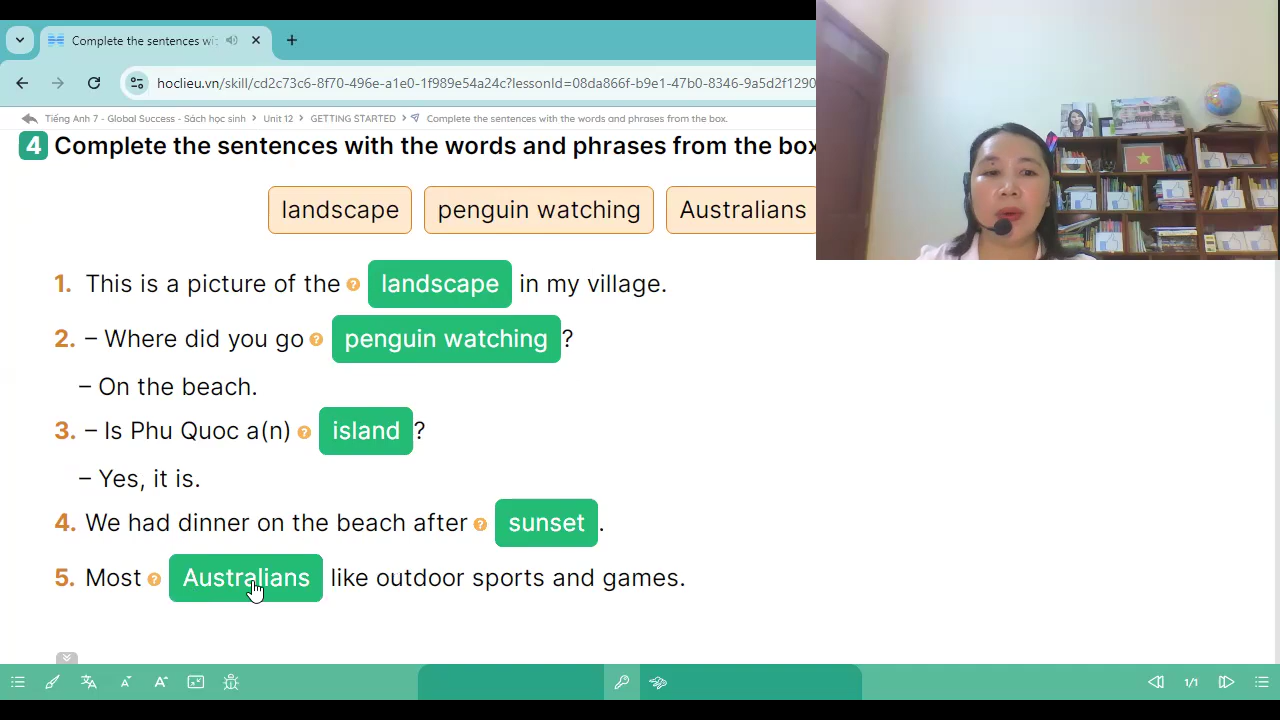 Complete the sentences wi
hoclieu.vn/skill/cd2c73c6-8f70-496e-a1e0-1f989e54a24c?lessonId=08da866f-b9e1-47b0-8346-9a5d2f1290
Tiếng Anh 7 - Global Success - Sách học sinh > Unit 12 > GETTING STARTED > Complete the sentences with the words and phrases from the box.
4 Complete the sentences with the words and phrases from the box
landscape penguin watching Australians
1. This is a picture of the ? landscape in my village.
2. – Where did you go ? penguin watching ?
– On the beach.
3. – Is Phu Quoc a(n) ? island ?
– Yes, it is.
4. We had dinner on the beach after ? sunset .
5. Most ? Australians like outdoor sports and games.
1/1